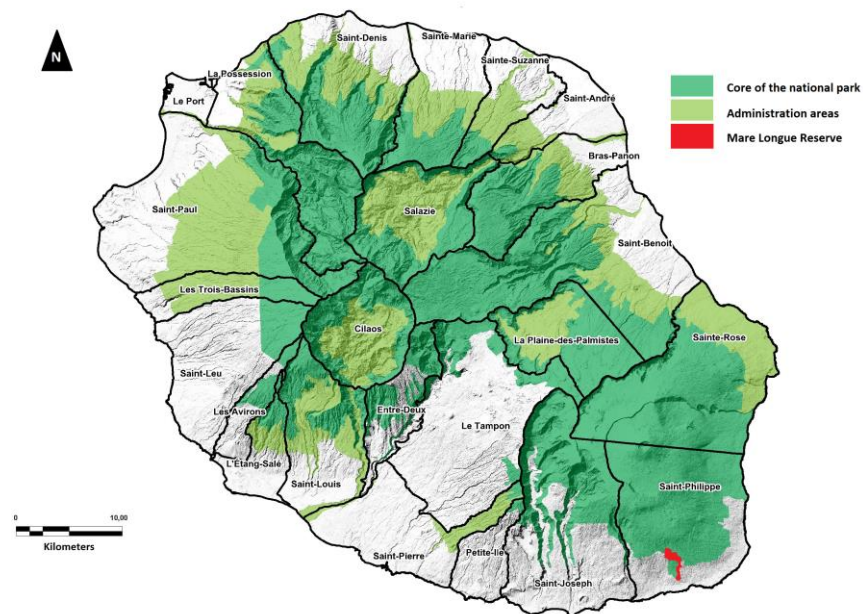 Saint-Denis
Sainte-Marie
Sainte-Suzanne
La Possession
N
Le Port
Saint-André
Core of the national park
Administration areas
Mare Longue Reserve
Bras-Panon
Saint-Paul
Salazie
Saint-Benoit
Les Trois-Bassins
Cilaos
La Plaine-des-Palmistes
Sainte-Rose
Saint-Leu
Les Avirons
Entre-Deux
Le Tampon
L'Étang-Salé
Saint-Louis
Saint-Philippe
0 10,00
Kilometers
Saint-Pierre
Petite-Ile
Saint-Joseph